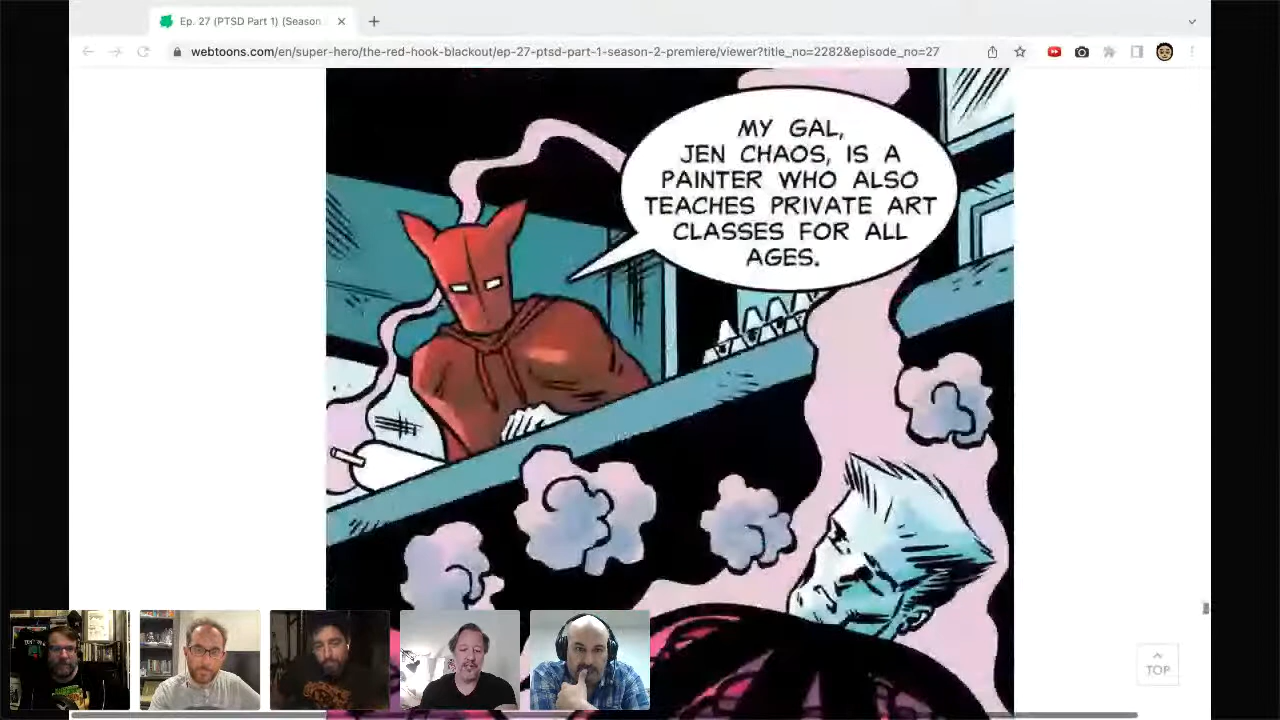 Ep. 27 (PTSD Part 1) (Season
webtoons.com/en/super-hero/the-red-hook-blackout/ep-27-ptsd-part-1-season-2-premiere/viewer?title_no=2282&episode_no=27
MY GAL,
JEN CHAOS, IS A
PAINTER WHO ALSO
TEACHES PRIVATE ART
CLASSES FOR ALL
AGES.
TOP